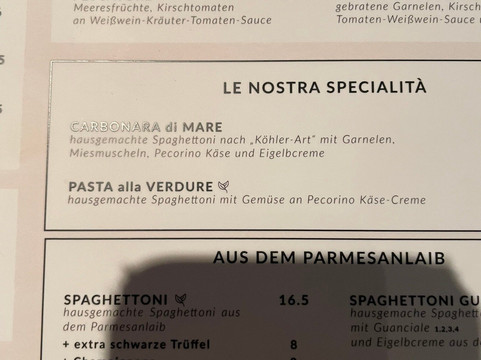 Meeresfrüchte, Kirschtomaten
an Weißwein-Kräuter-Tomaten-Sauce
gebratene Garnelen,
Tomaten-Weißwein-Sauce
LE NOSTRA SPECIALITÀ
CARBONARA di MARE
hausgemachte Spaghettoni nach „Köhler-Art" mit Garnelen,
Miesmuscheln, Pecorino Käse und Eigelbcreme
PASTA alla VERDURE
hausgemachte Spaghettoni mit Gemüse an Pecorino Käse-Creme
AUS DEM PARMESANLAIB
SPAGHETTONI 16.5
hausgemachte Spaghettoni aus
dem Parmesanlaib
+ extra schwarze Trüffel 8
SPAGHETTONI GU
hausgemache Spaghetto
mit Guanciale 1,2,3,4
und Eigelbcreme aus d